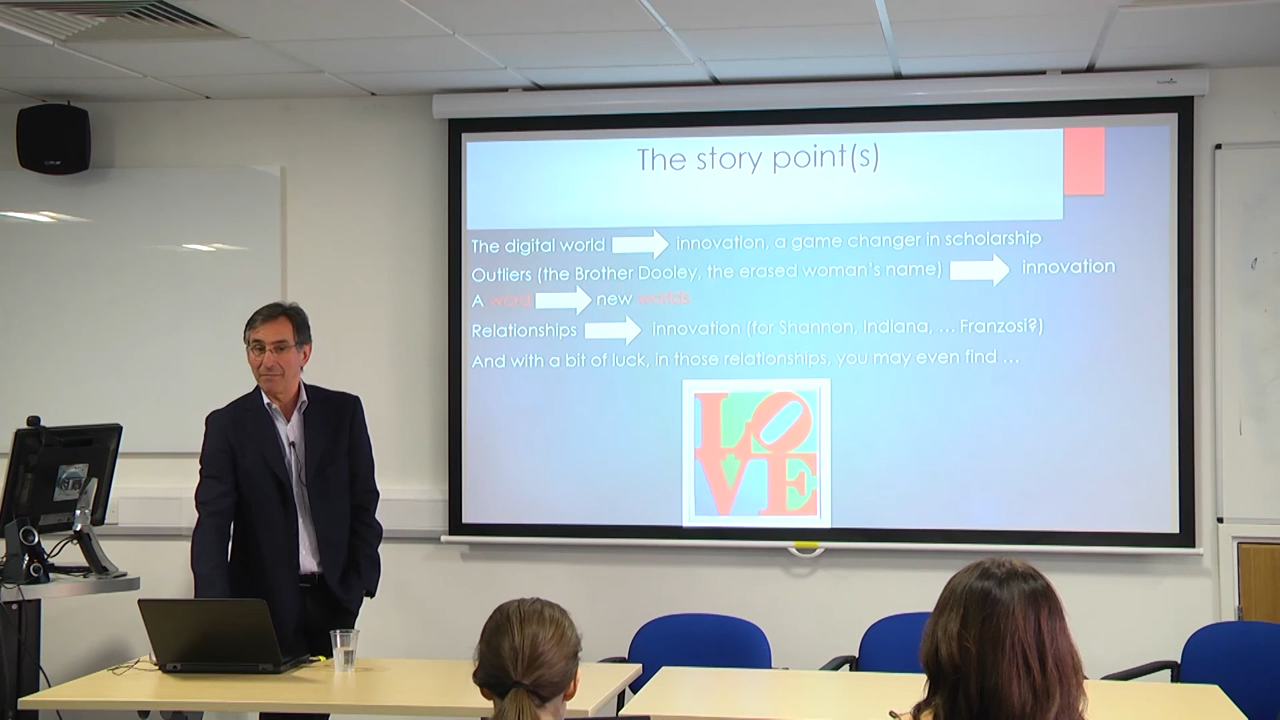 The story point(s)
The digital world innovation, a game changer in scholarship
Outliers (the Brother Dooley, the erased woman's name) innovation
A word new worlds
Relationships innovation (for Shannon, Indiana, ... Franzosi?)
And with a bit of luck, in those relationships, you may even find ...
LO
VE